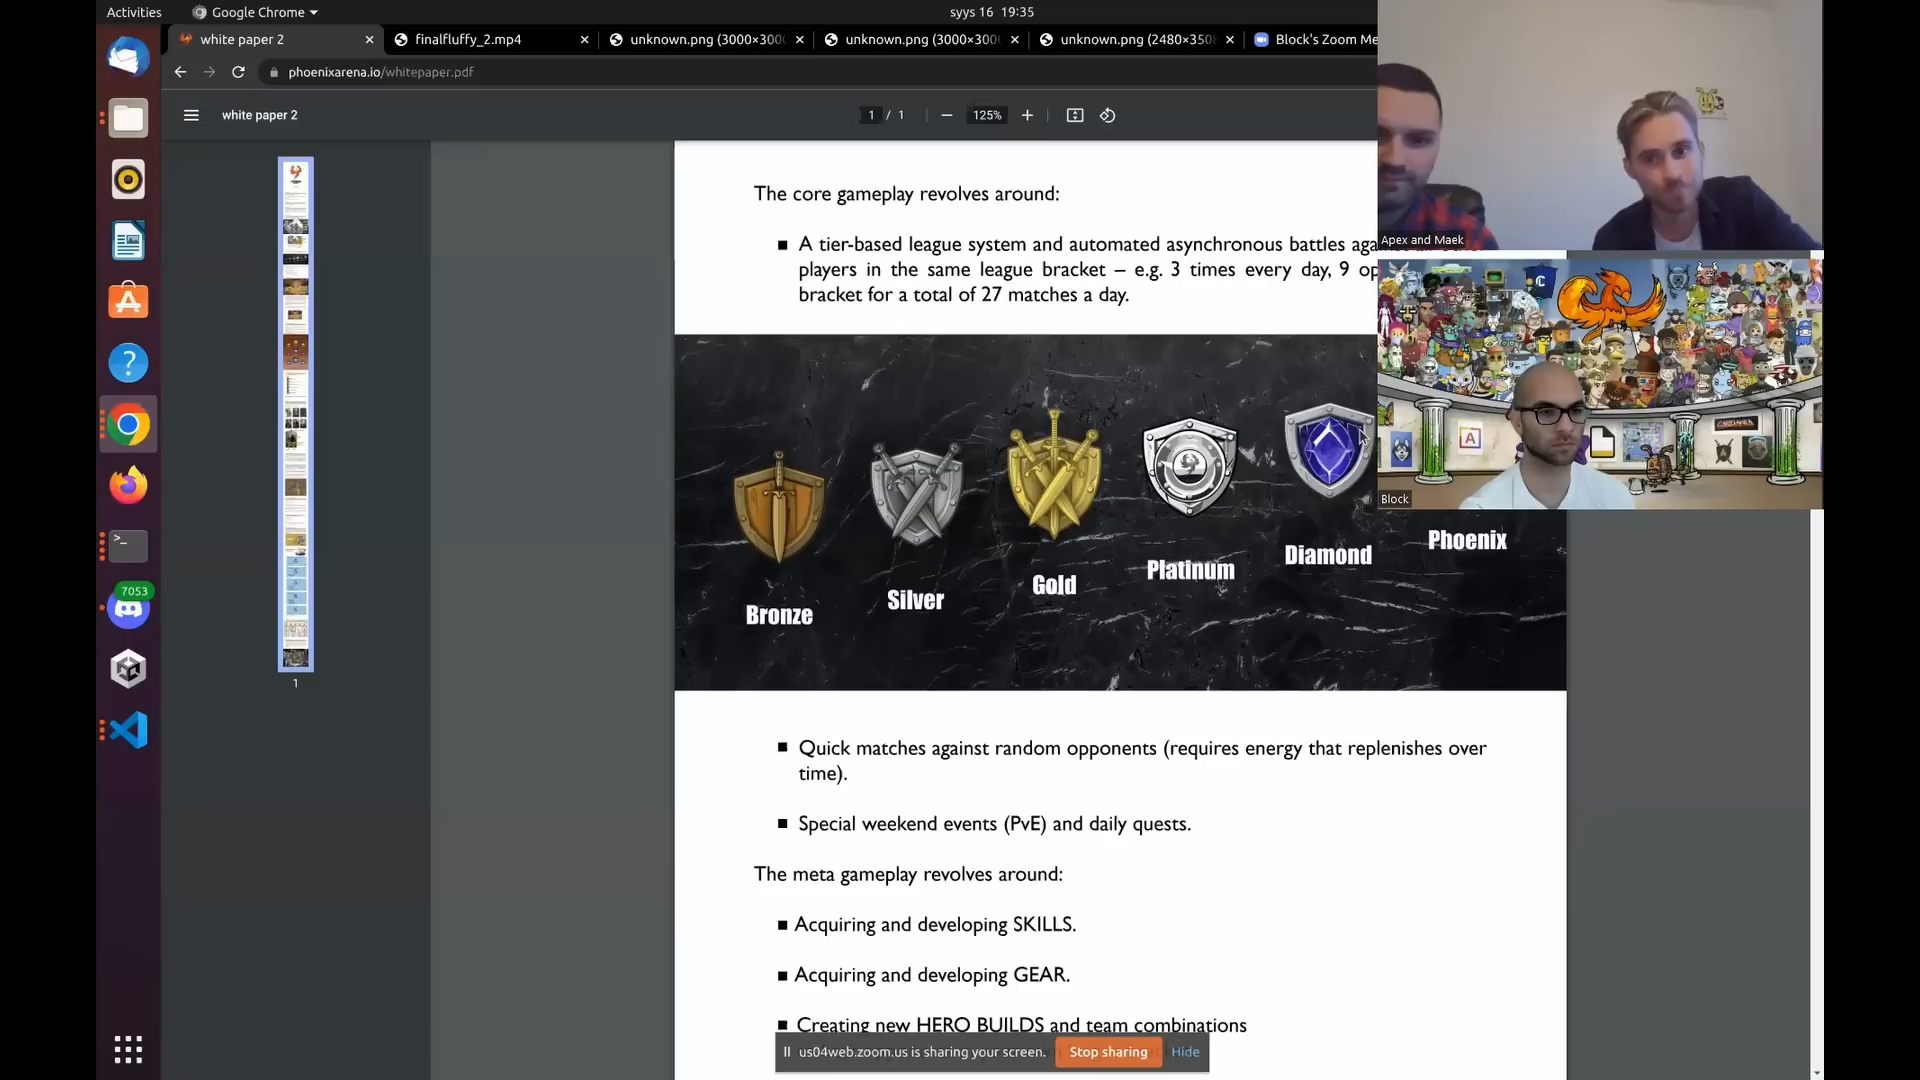 Activities
Google Chrome
syys 16 19:35
white paper 2
finalfluffy_2.mp4
unknown.png (3000×300
unknown.png (3000×300
unknown.png (2480×350
Block's Zoom Me
phoenixarena.io/whitepaper.pdf
white paper 2
1 / 1
125%
The core gameplay revolves around:
A tier-based league system and automated asynchronous battles aga
players in the same league bracket – e.g. 3 times every day, 9 op
bracket for a total of 27 matches a day.
Apex and Maek
Block
Bronze
Silver
Gold
Platinum
Diamond
Phoenix
7053
1
Quick matches against random opponents (requires energy that replenishes over
time).
Special weekend events (PvE) and daily quests.
The meta gameplay revolves around:
Acquiring and developing SKILLS.
Acquiring and developing GEAR.
Creating new HERO BUILDS and team combinations
us04web.zoom.us is sharing your screen.
Stop sharing
Hide